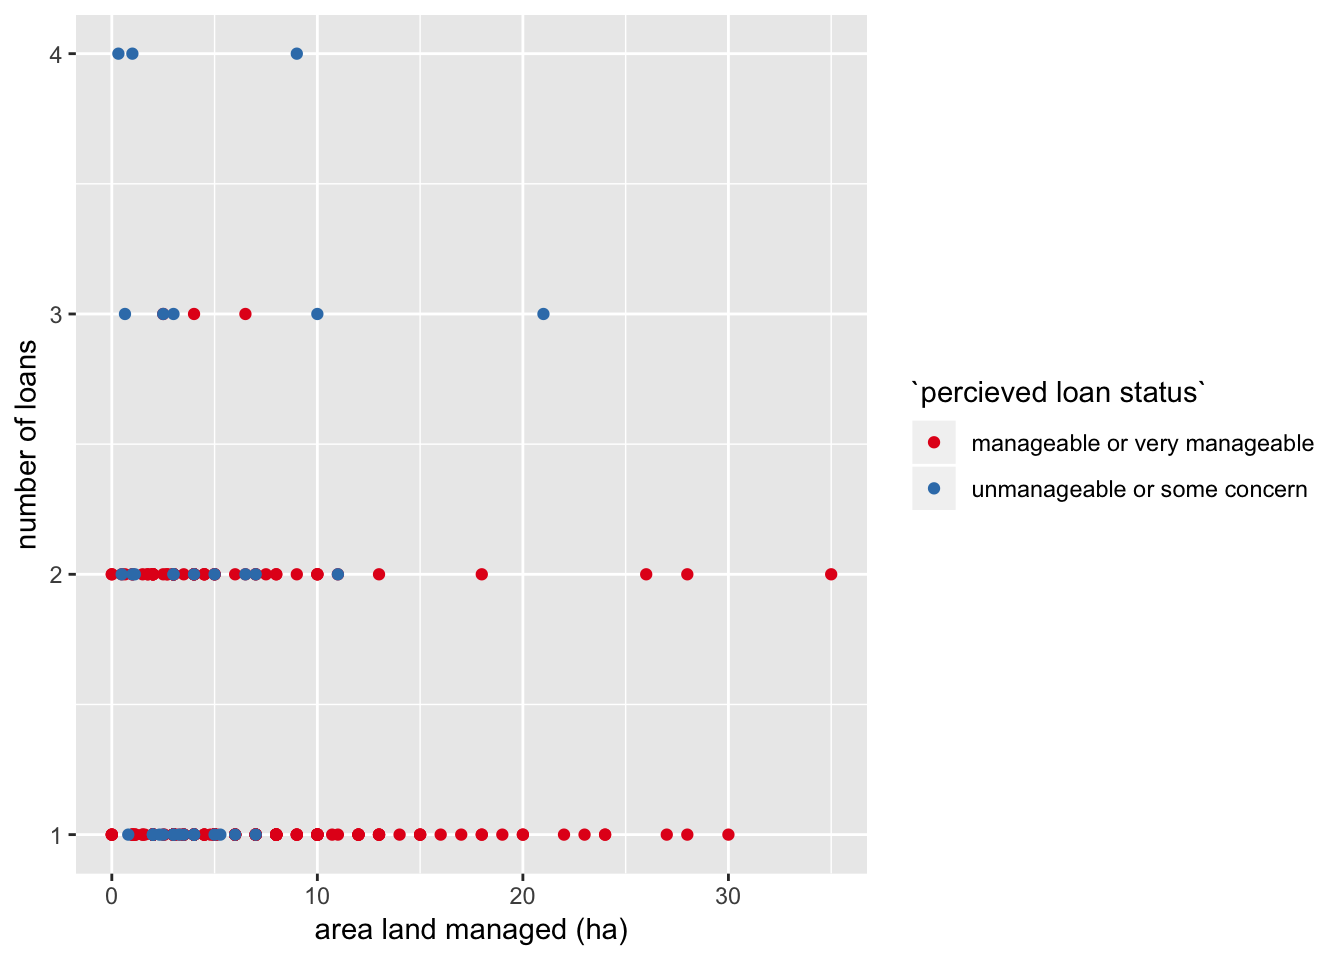 4
3
2
1
0 10 20 30
area land managed (ha)
number of loans
`percieved loan status`
manageable or very manageable
unmanageable or some concern